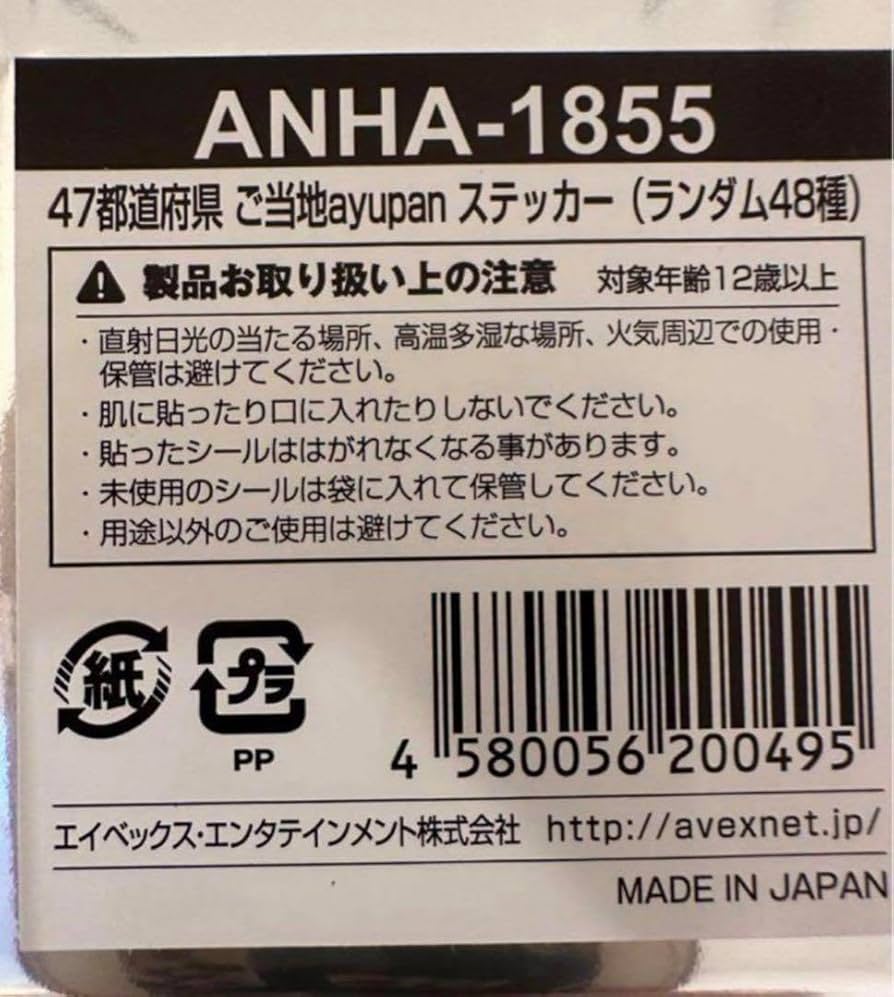 ANHA-1855
47都道府県 ご当地ayupan ステッカー（ランダム48種）
製品お取り扱い上の注意 対象年齢12歳以上
・直射日光の当たる場所、高温多湿な場所、火気周辺での使用・
保管は避けてください。
・肌に貼ったり口に入れたりしないでください。
・貼ったシールははがれなくなる事があります。
・未使用のシールは袋に入れて保管してください。
・用途以外のご使用は避けてください。
紙 プラ
PP
4 580056 200495
エイベックス・エンタテインメント株式会社 http://avexnet.jp/
MADE IN JAPAN